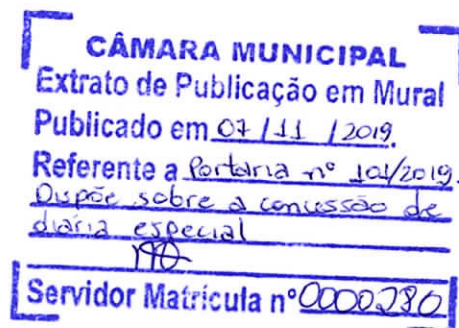 CÂMARA MUNICIPAL
Extrato de Publicação em Mural
Publicado em 07/11/2019.
Referente a Portaria nº 101/2019.
Dispõe sobre a concessão de
diária especial
Servidor Matrícula nº 0000280